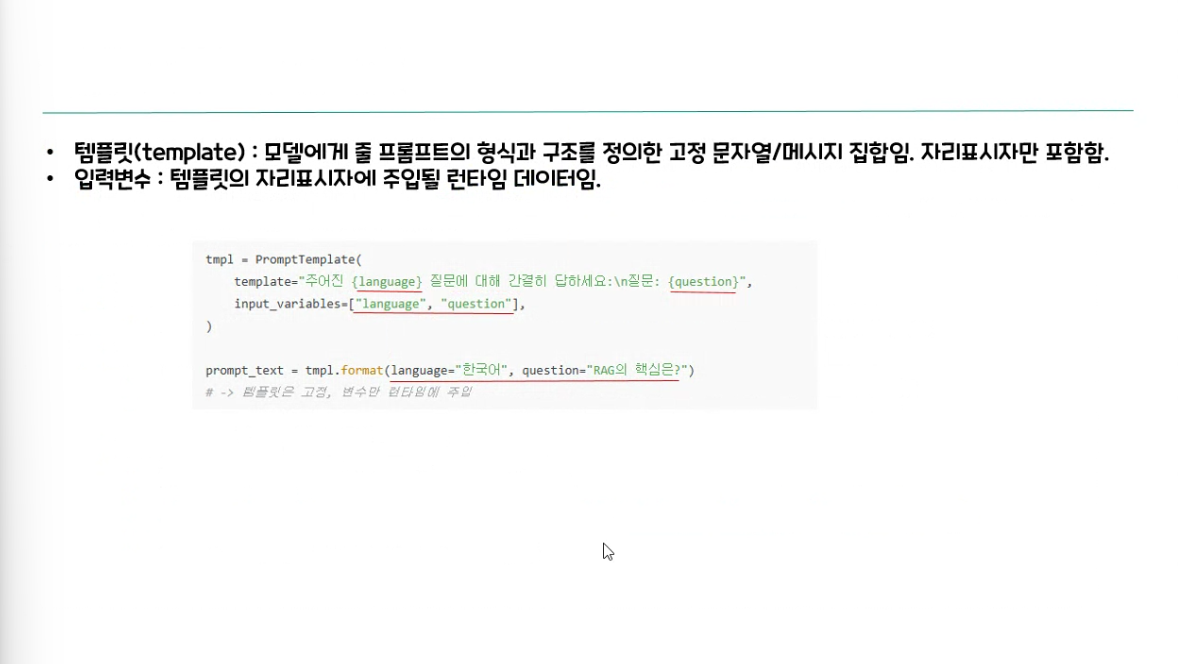 • 템플릿(template) : 모델에게 줄 프롬프트의 형식과 구조를 정의한 고정 문자열/메시지 집합임. 자리표시자만 포함함.
• 입력변수 : 템플릿의 자리표시자에 주입될 런타임 데이터임.
tmpl = PromptTemplate(
    template="주어진 {language} 질문에 대해 간결히 답하세요:\n질문: {question}",
    input_variables=["language", "question"],
)
prompt_text = tmpl.format(language="한국어", question="RAG의 핵심은?")
# -> 템플릿은 고정, 변수만 런타임에 주입